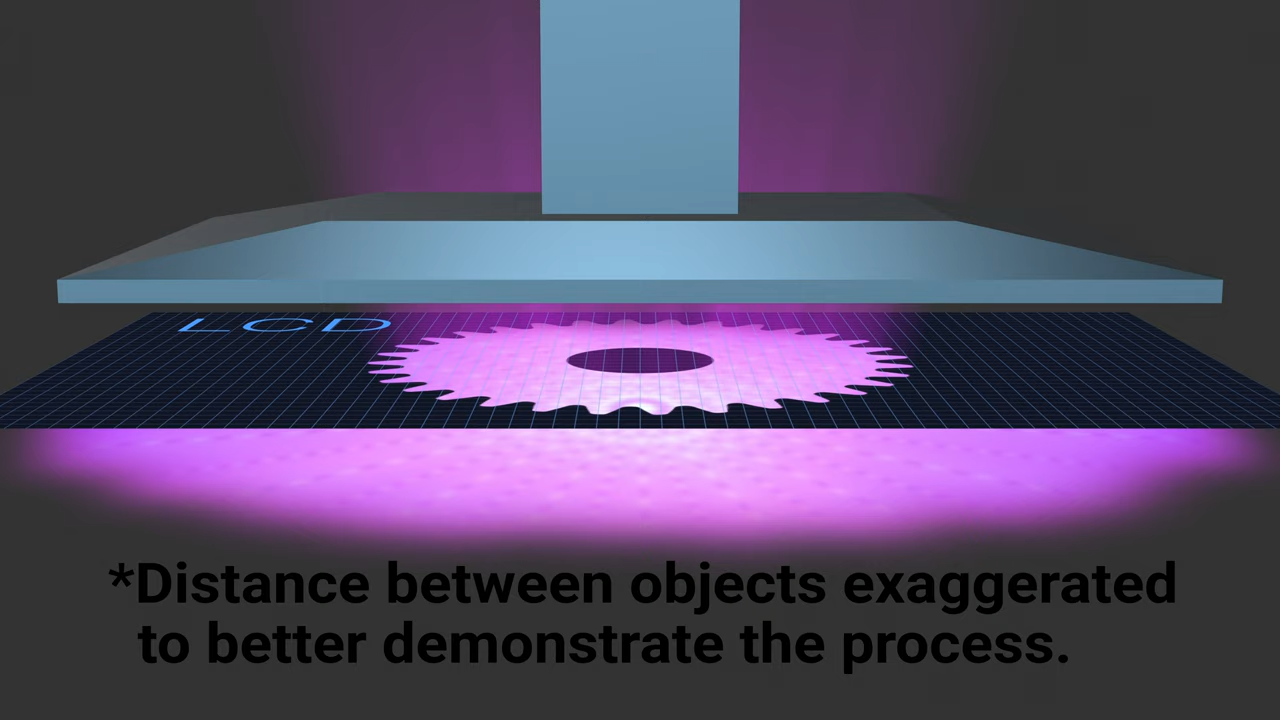 LCD
*Distance between objects exaggerated
to better demonstrate the process.